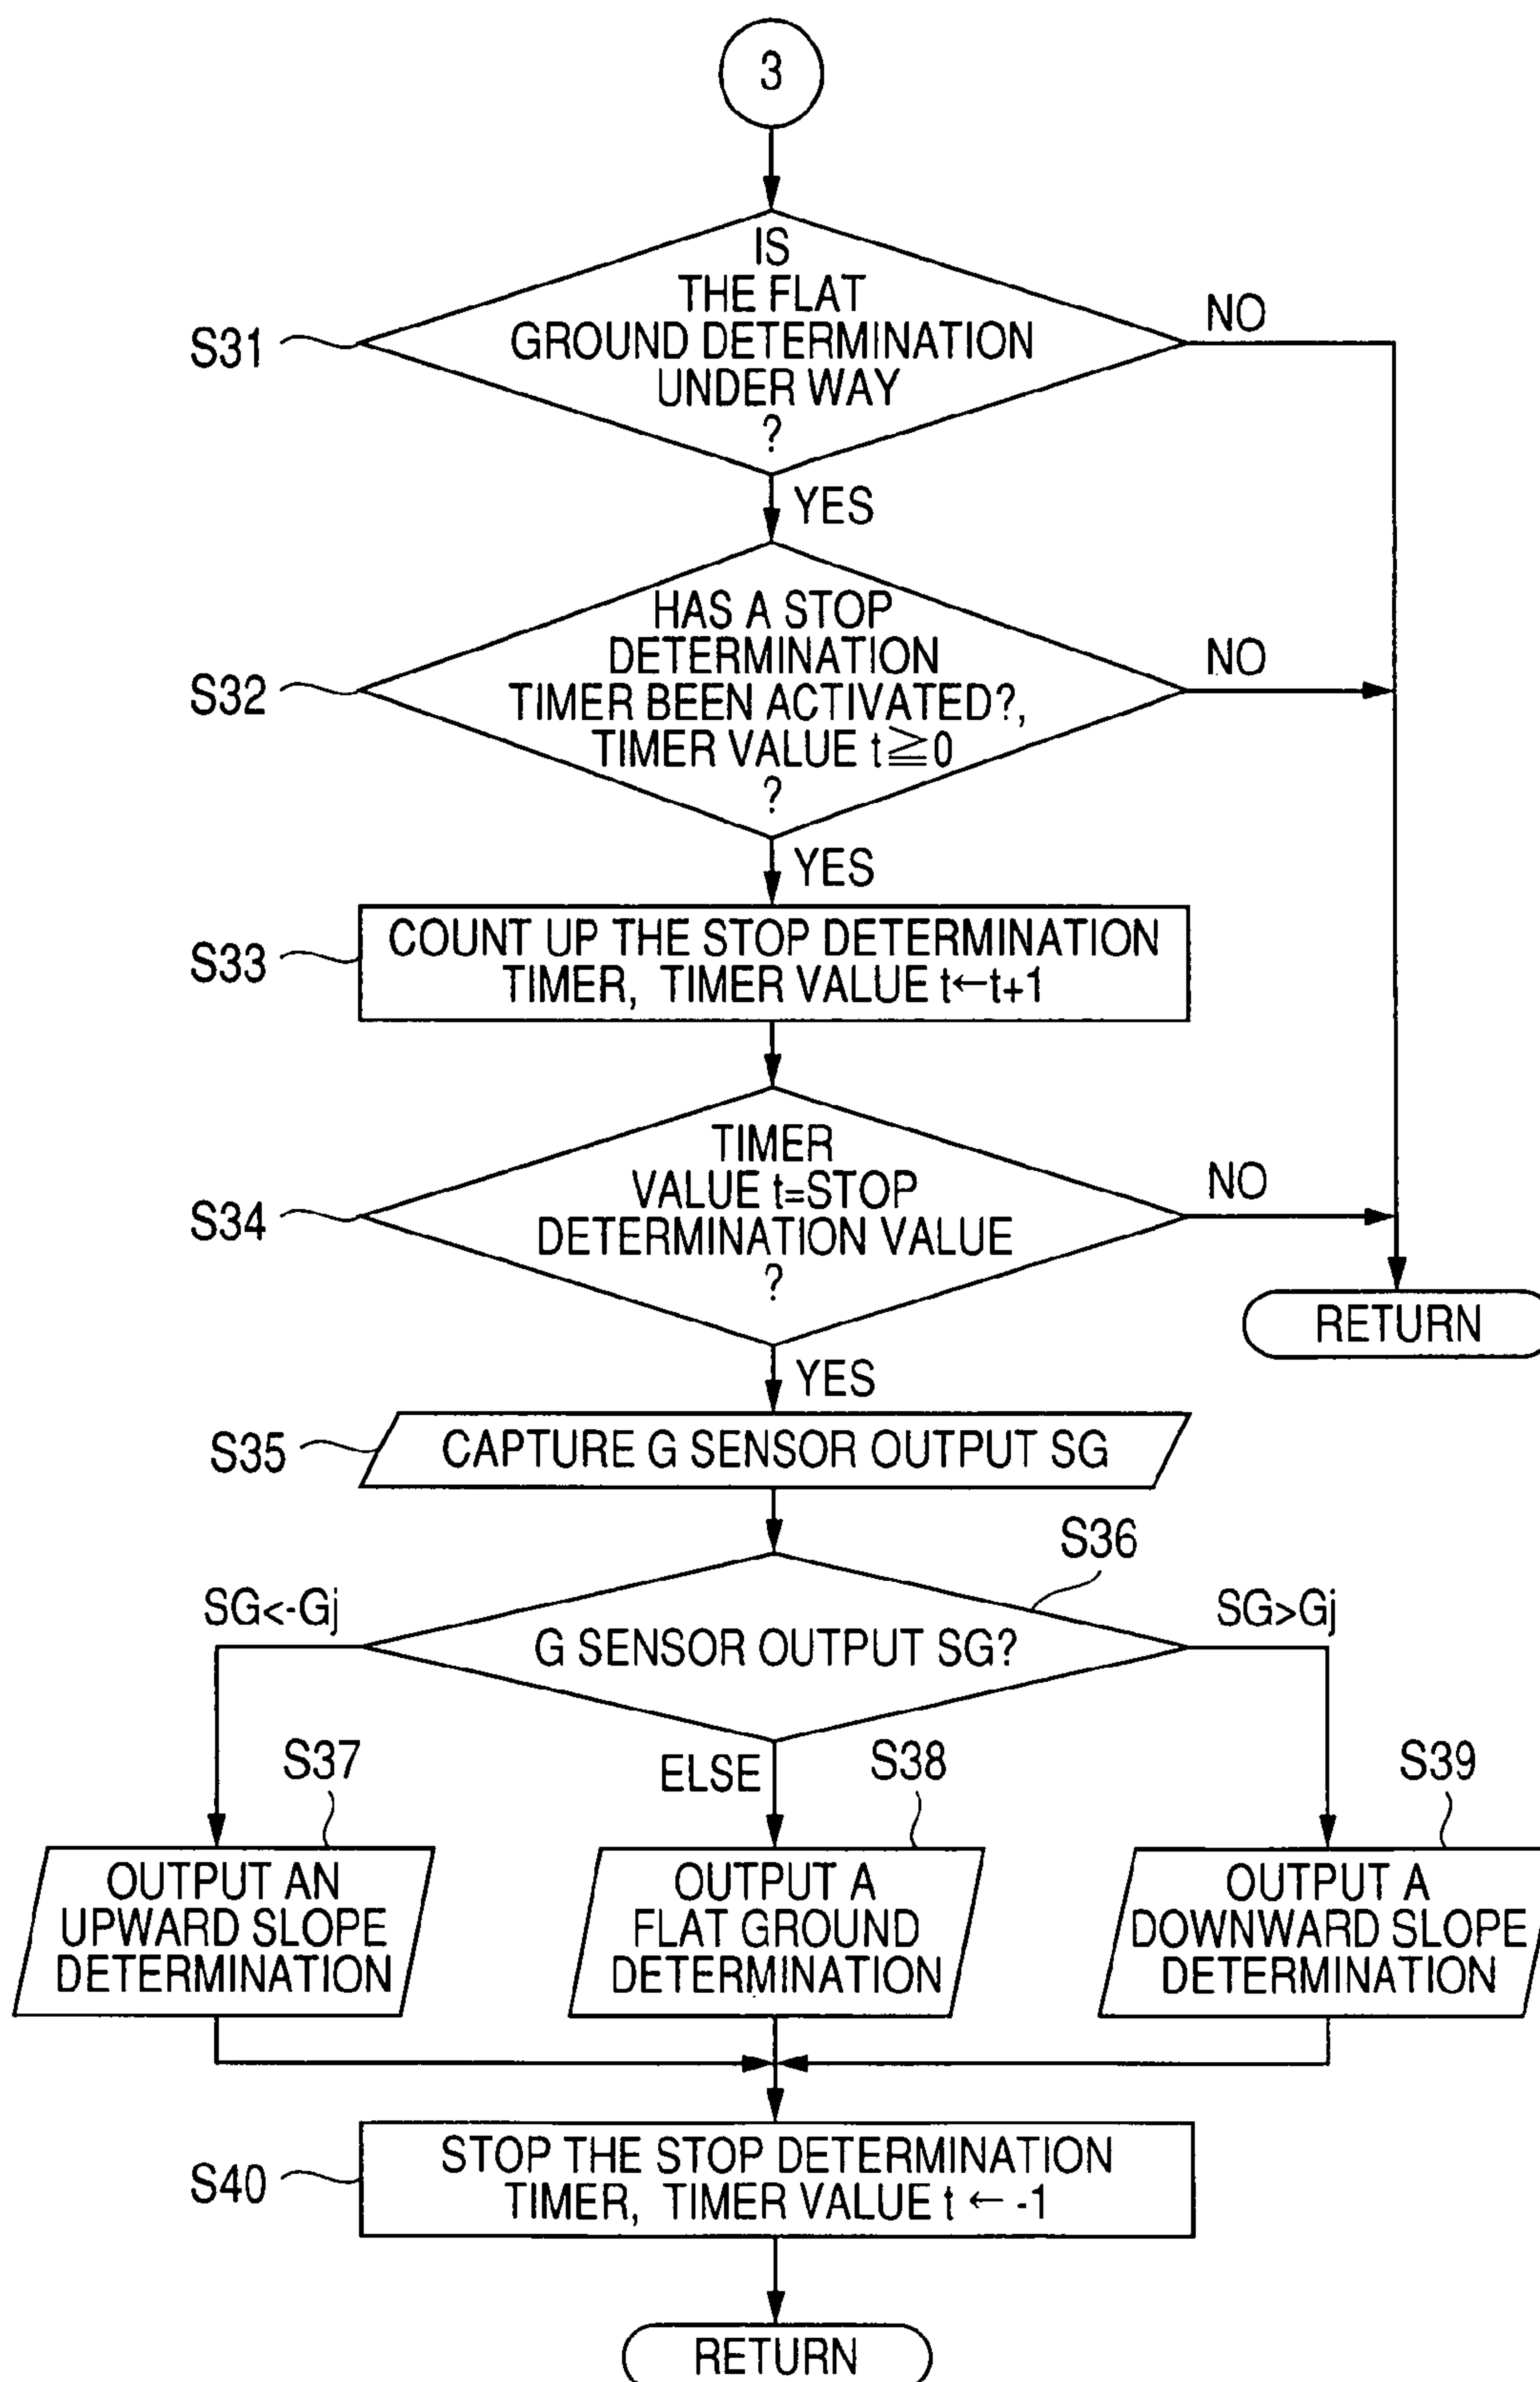 3
IS
THE FLAT
GROUND DETERMINATION
UNDER WAY
?
S31
NO
YES
HAS A STOP
DETERMINATION
TIMER BEEN ACTIVATED?,
TIMER VALUE t≧0
?
S32
NO
YES
S33
COUNT UP THE STOP DETERMINATION
TIMER, TIMER VALUE t←t+1
TIMER
VALUE t=STOP
DETERMINATION VALUE
?
S34
NO
RETURN
YES
S35
CAPTURE G SENSOR OUTPUT SG
S36
SG<-Gj
G SENSOR OUTPUT SG?
SG>Gj
S37
ELSE
S38
S39
OUTPUT AN
UPWARD SLOPE
DETERMINATION
OUTPUT A
FLAT GROUND
DETERMINATION
OUTPUT A
DOWNWARD SLOPE
DETERMINATION
S40
STOP THE STOP DETERMINATION
TIMER, TIMER VALUE t ← -1
RETURN